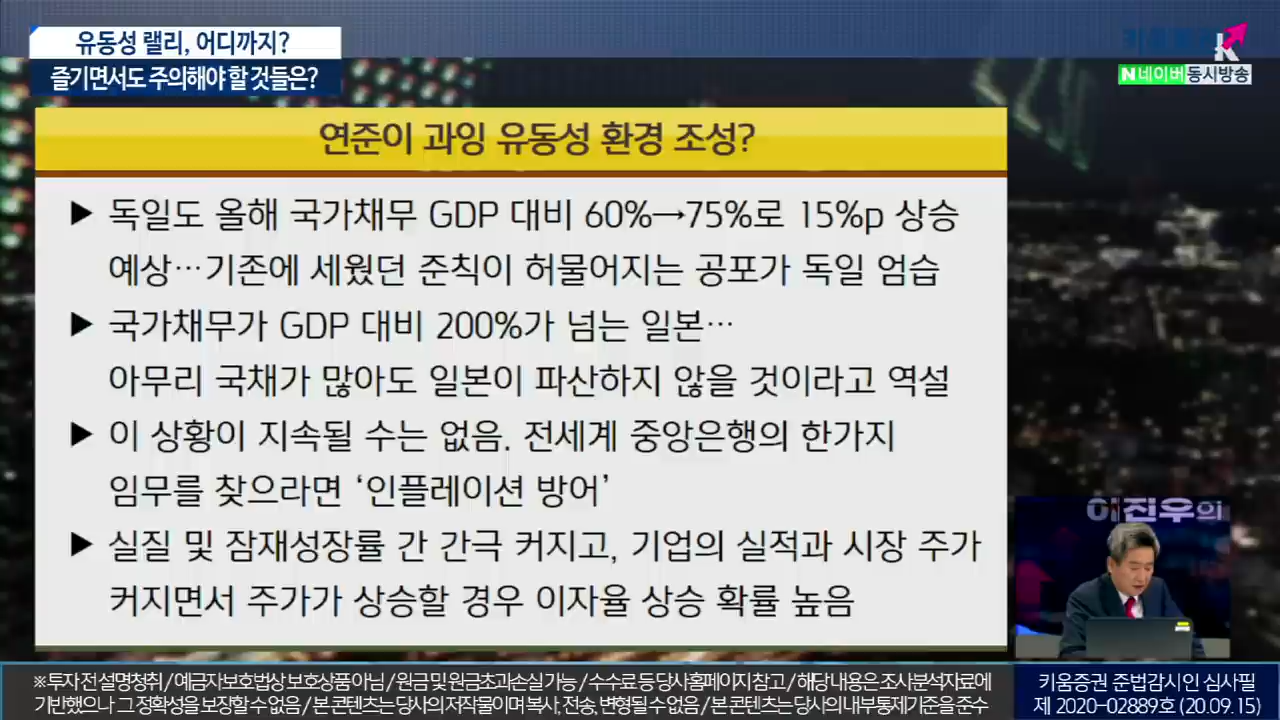 유동성 랠리, 어디까지?
즐기면서도 주의해야 할 것들은?
키움증권
N 네이버 동시방송
연준이 과잉 유동성 환경 조성?
▶ 독일도 올해 국가채무 GDP 대비 60%→75%로 15%p 상승
예상…기존에 세웠던 준칙이 허물어지는 공포가 독일 엄습
▶ 국가채무가 GDP 대비 200%가 넘는 일본…
아무리 국채가 많아도 일본이 파산하지 않을 것이라고 역설
▶ 이 상황이 지속될 수는 없음. 전세계 중앙은행의 한가지
임무를 찾으라면 ‘인플레이션 방어’
▶ 실질 및 잠재성장률 간 간극 커지고, 기업의 실적과 시장 주가
커지면서 주가가 상승할 경우 이자율 상승 확률 높음
이진우의
※ 투자 전 설명청취 / 예금자보호법상 보호상품 아님 / 원금 및 원금초과손실 가능 / 수수료 등 당사홈페이지 참고 / 해당 내용은 조사분석자료에
기반했으나 그 정확성을 보장할 수 없음 / 본 콘텐츠는 당사의 저작물이며 복사, 전송, 변형될 수 없음 / 본 콘텐츠는 당사의 내부통제기준을 준수
키움증권 준법감시인 심사필
제 2020-02889호 (20.09.15)